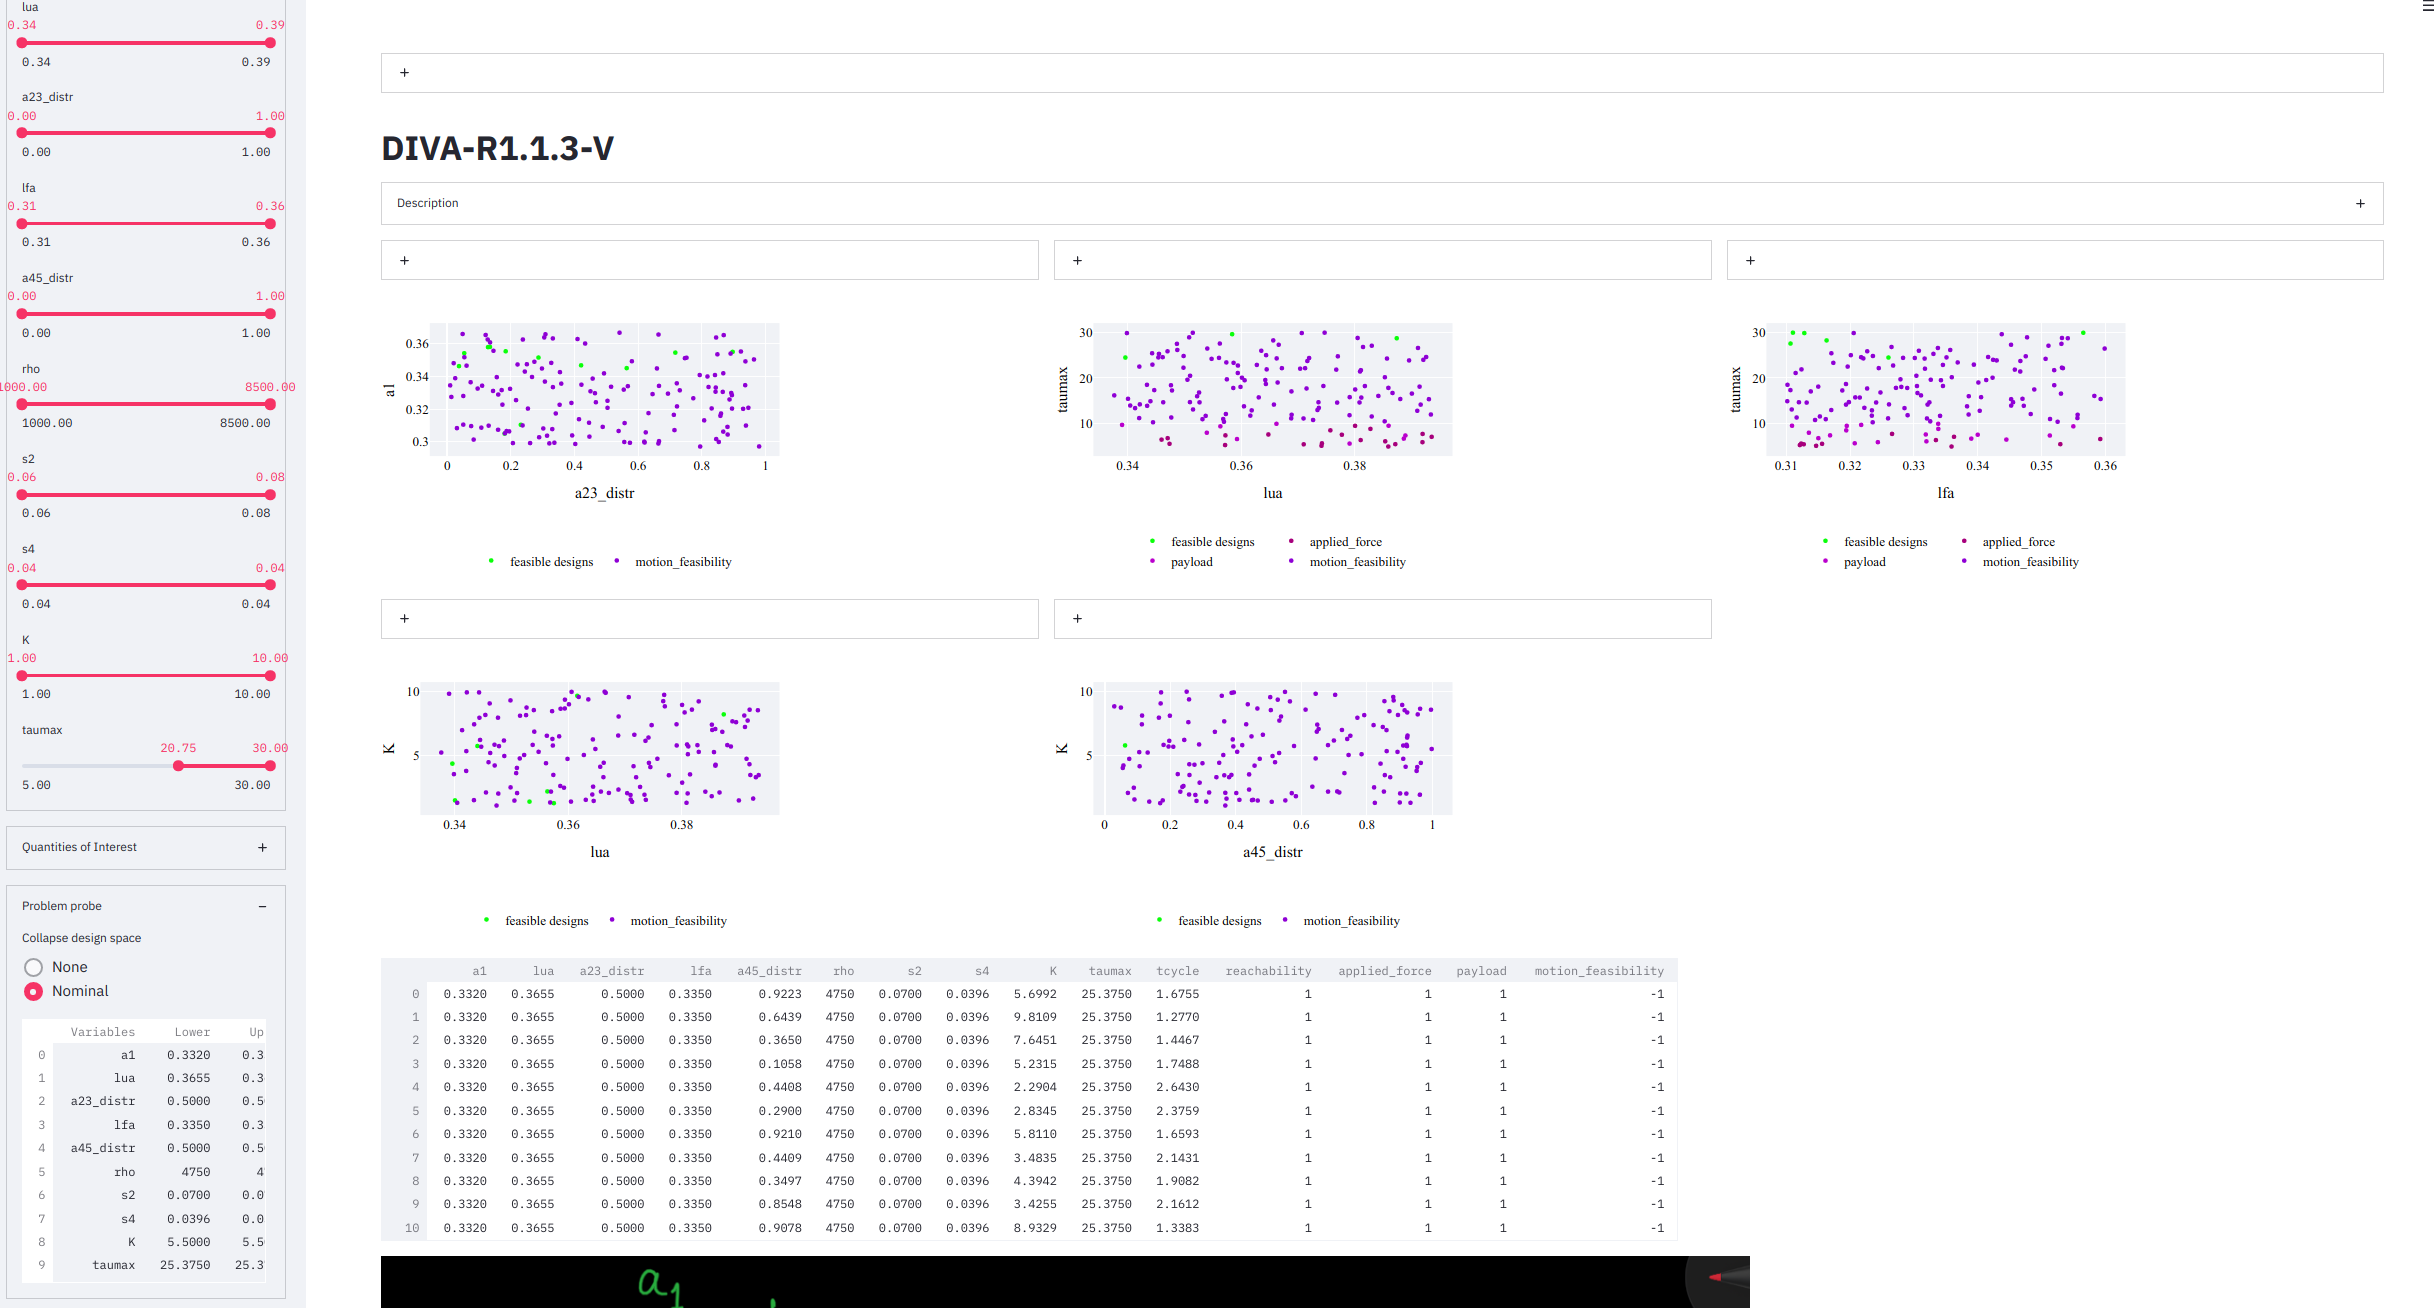 lua
0.34 0.39
0.34 0.39
a23_distr
0.00 1.00
0.00 1.00
lfa
0.31 0.36
0.31 0.36
a45_distr
0.00 1.00
0.00 1.00
rho
1000.00 8500.00
1000.00 8500.00
s2
0.06 0.08
0.06 0.08
s4
0.04 0.04
0.04 0.04
K
1.00 10.00
1.00 10.00
taumax
20.75 30.00
5.00 30.00
Quantities of Interest +
Problem probe −
Collapse design space
None
Nominal
Variables Lower Up
0 a1 0.3320 0.3
1 lua 0.3655 0.3
2 a23_distr 0.5000 0.5
3 lfa 0.3350 0.3
4 a45_distr 0.5000 0.5
5 rho 4750 4
6 s2 0.0700 0.0
7 s4 0.0396 0.0
8 K 5.5000 5.5
9 taumax 25.3750 25.3
+
DIVA-R1.1.3-V
Description +
+ + +
a1
0.36
0.34
0.32
0.3
0 0.2 0.4 0.6 0.8 1
a23_distr
feasible designs motion_feasibility
taumax
30
20
10
0.34 0.36 0.38
lua
feasible designs applied_force
payload motion_feasibility
taumax
30
20
10
0.31 0.32 0.33 0.34 0.35 0.36
lfa
feasible designs applied_force
payload motion_feasibility
+ +
K
10
5
0.34 0.36 0.38
lua
feasible designs motion_feasibility
K
10
5
0 0.2 0.4 0.6 0.8 1
a45_distr
feasible designs motion_feasibility
a1 lua a23_distr lfa a45_distr rho s2 s4 K taumax tcycle reachability applied_force payload motion_feasibility
0 0.3320 0.3655 0.5000 0.3350 0.9223 4750 0.0700 0.0396 5.6992 25.3750 1.6755 1 1 1 -1
1 0.3320 0.3655 0.5000 0.3350 0.6439 4750 0.0700 0.0396 9.8109 25.3750 1.2770 1 1 1 -1
2 0.3320 0.3655 0.5000 0.3350 0.3650 4750 0.0700 0.0396 7.6451 25.3750 1.4467 1 1 1 -1
3 0.3320 0.3655 0.5000 0.3350 0.1058 4750 0.0700 0.0396 5.2315 25.3750 1.7488 1 1 1 -1
4 0.3320 0.3655 0.5000 0.3350 0.4408 4750 0.0700 0.0396 2.2904 25.3750 2.6430 1 1 1 -1
5 0.3320 0.3655 0.5000 0.3350 0.2900 4750 0.0700 0.0396 2.8345 25.3750 2.3759 1 1 1 -1
6 0.3320 0.3655 0.5000 0.3350 0.9210 4750 0.0700 0.0396 5.8110 25.3750 1.6593 1 1 1 -1
7 0.3320 0.3655 0.5000 0.3350 0.4409 4750 0.0700 0.0396 3.4835 25.3750 2.1431 1 1 1 -1
8 0.3320 0.3655 0.5000 0.3350 0.3497 4750 0.0700 0.0396 4.3942 25.3750 1.9082 1 1 1 -1
9 0.3320 0.3655 0.5000 0.3350 0.8548 4750 0.0700 0.0396 3.4255 25.3750 2.1612 1 1 1 -1
10 0.3320 0.3655 0.5000 0.3350 0.9078 4750 0.0700 0.0396 8.9329 25.3750 1.3383 1 1 1 -1
a1